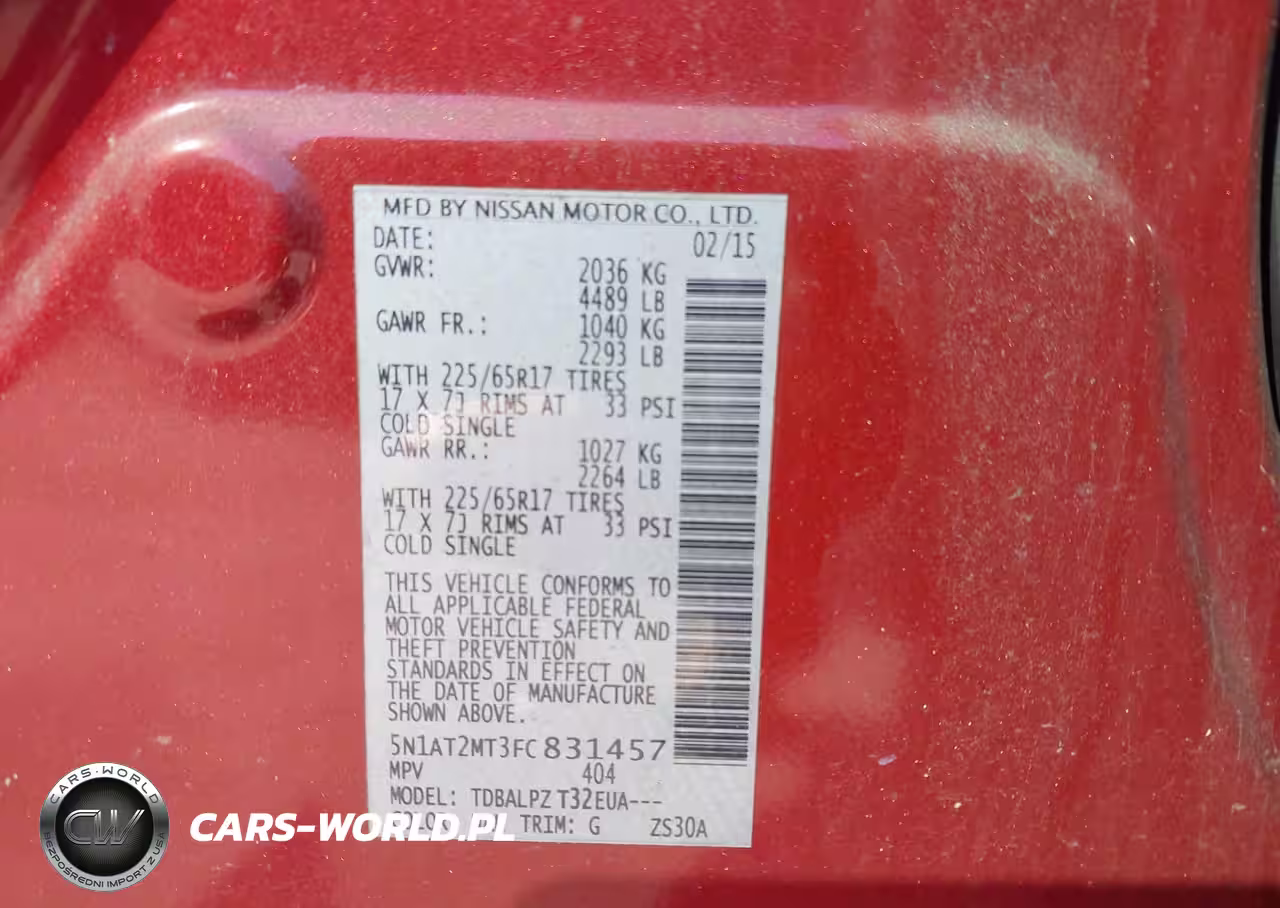 MFD BY NISSAN MOTOR CO., LTD.
DATE: 02/15
GVWR: 2036 KG
4489 LB
GAWR FR.: 1040 KG
2293 LB
WITH 225/65R17 TIRES
17 X 7J RIMS AT 33 PSI
COLD SINGLE
GAWR RR.: 1027 KG
2264 LB
WITH 225/65R17 TIRES
17 X 7J RIMS AT 33 PSI
COLD SINGLE
THIS VEHICLE CONFORMS TO
ALL APPLICABLE FEDERAL
MOTOR VEHICLE SAFETY AND
THEFT PREVENTION
STANDARDS IN EFFECT ON
THE DATE OF MANUFACTURE
SHOWN ABOVE.
5N1AT2MT3FC831457
MPV 404
MODEL: TDBALPZ T32EUA---
TRIM: G ZS30A
CARS-WORLD
CW
BEZPOŚREDNI IMPORT Z USA
CARS-WORLD.PL